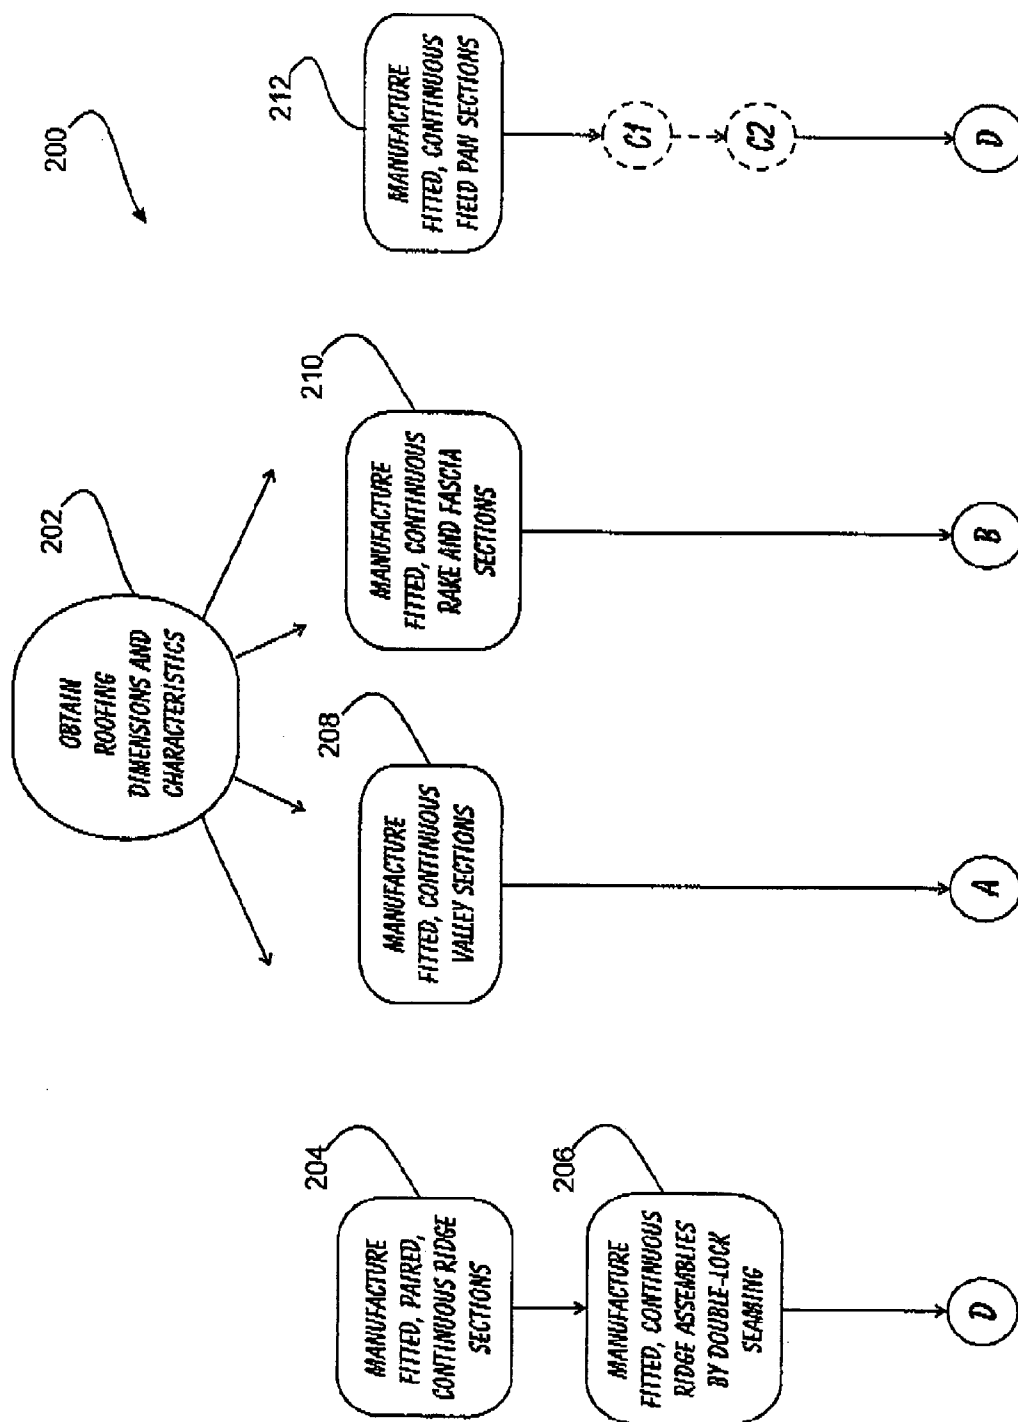 200
202
OBTAIN
ROOFING
DIMENSIONS AND
CHARACTERISTICS
204
MANUFACTURE
FITTED, PAIRED,
CONTINUOUS RIDGE
SECTIONS
206
MANUFACTURE
FITTED, CONTINUOUS
RIDGE ASSEMBLIES
BY DOUBLE-LOCK
SEAMING
D
208
MANUFACTURE
FITTED, CONTINUOUS
VALLEY SECTIONS
A
210
MANUFACTURE
FITTED, CONTINUOUS
RAKE AND FASCIA
SECTIONS
B
212
MANUFACTURE
FITTED, CONTINUOUS
FIELD PAN SECTIONS
C1
C2
D